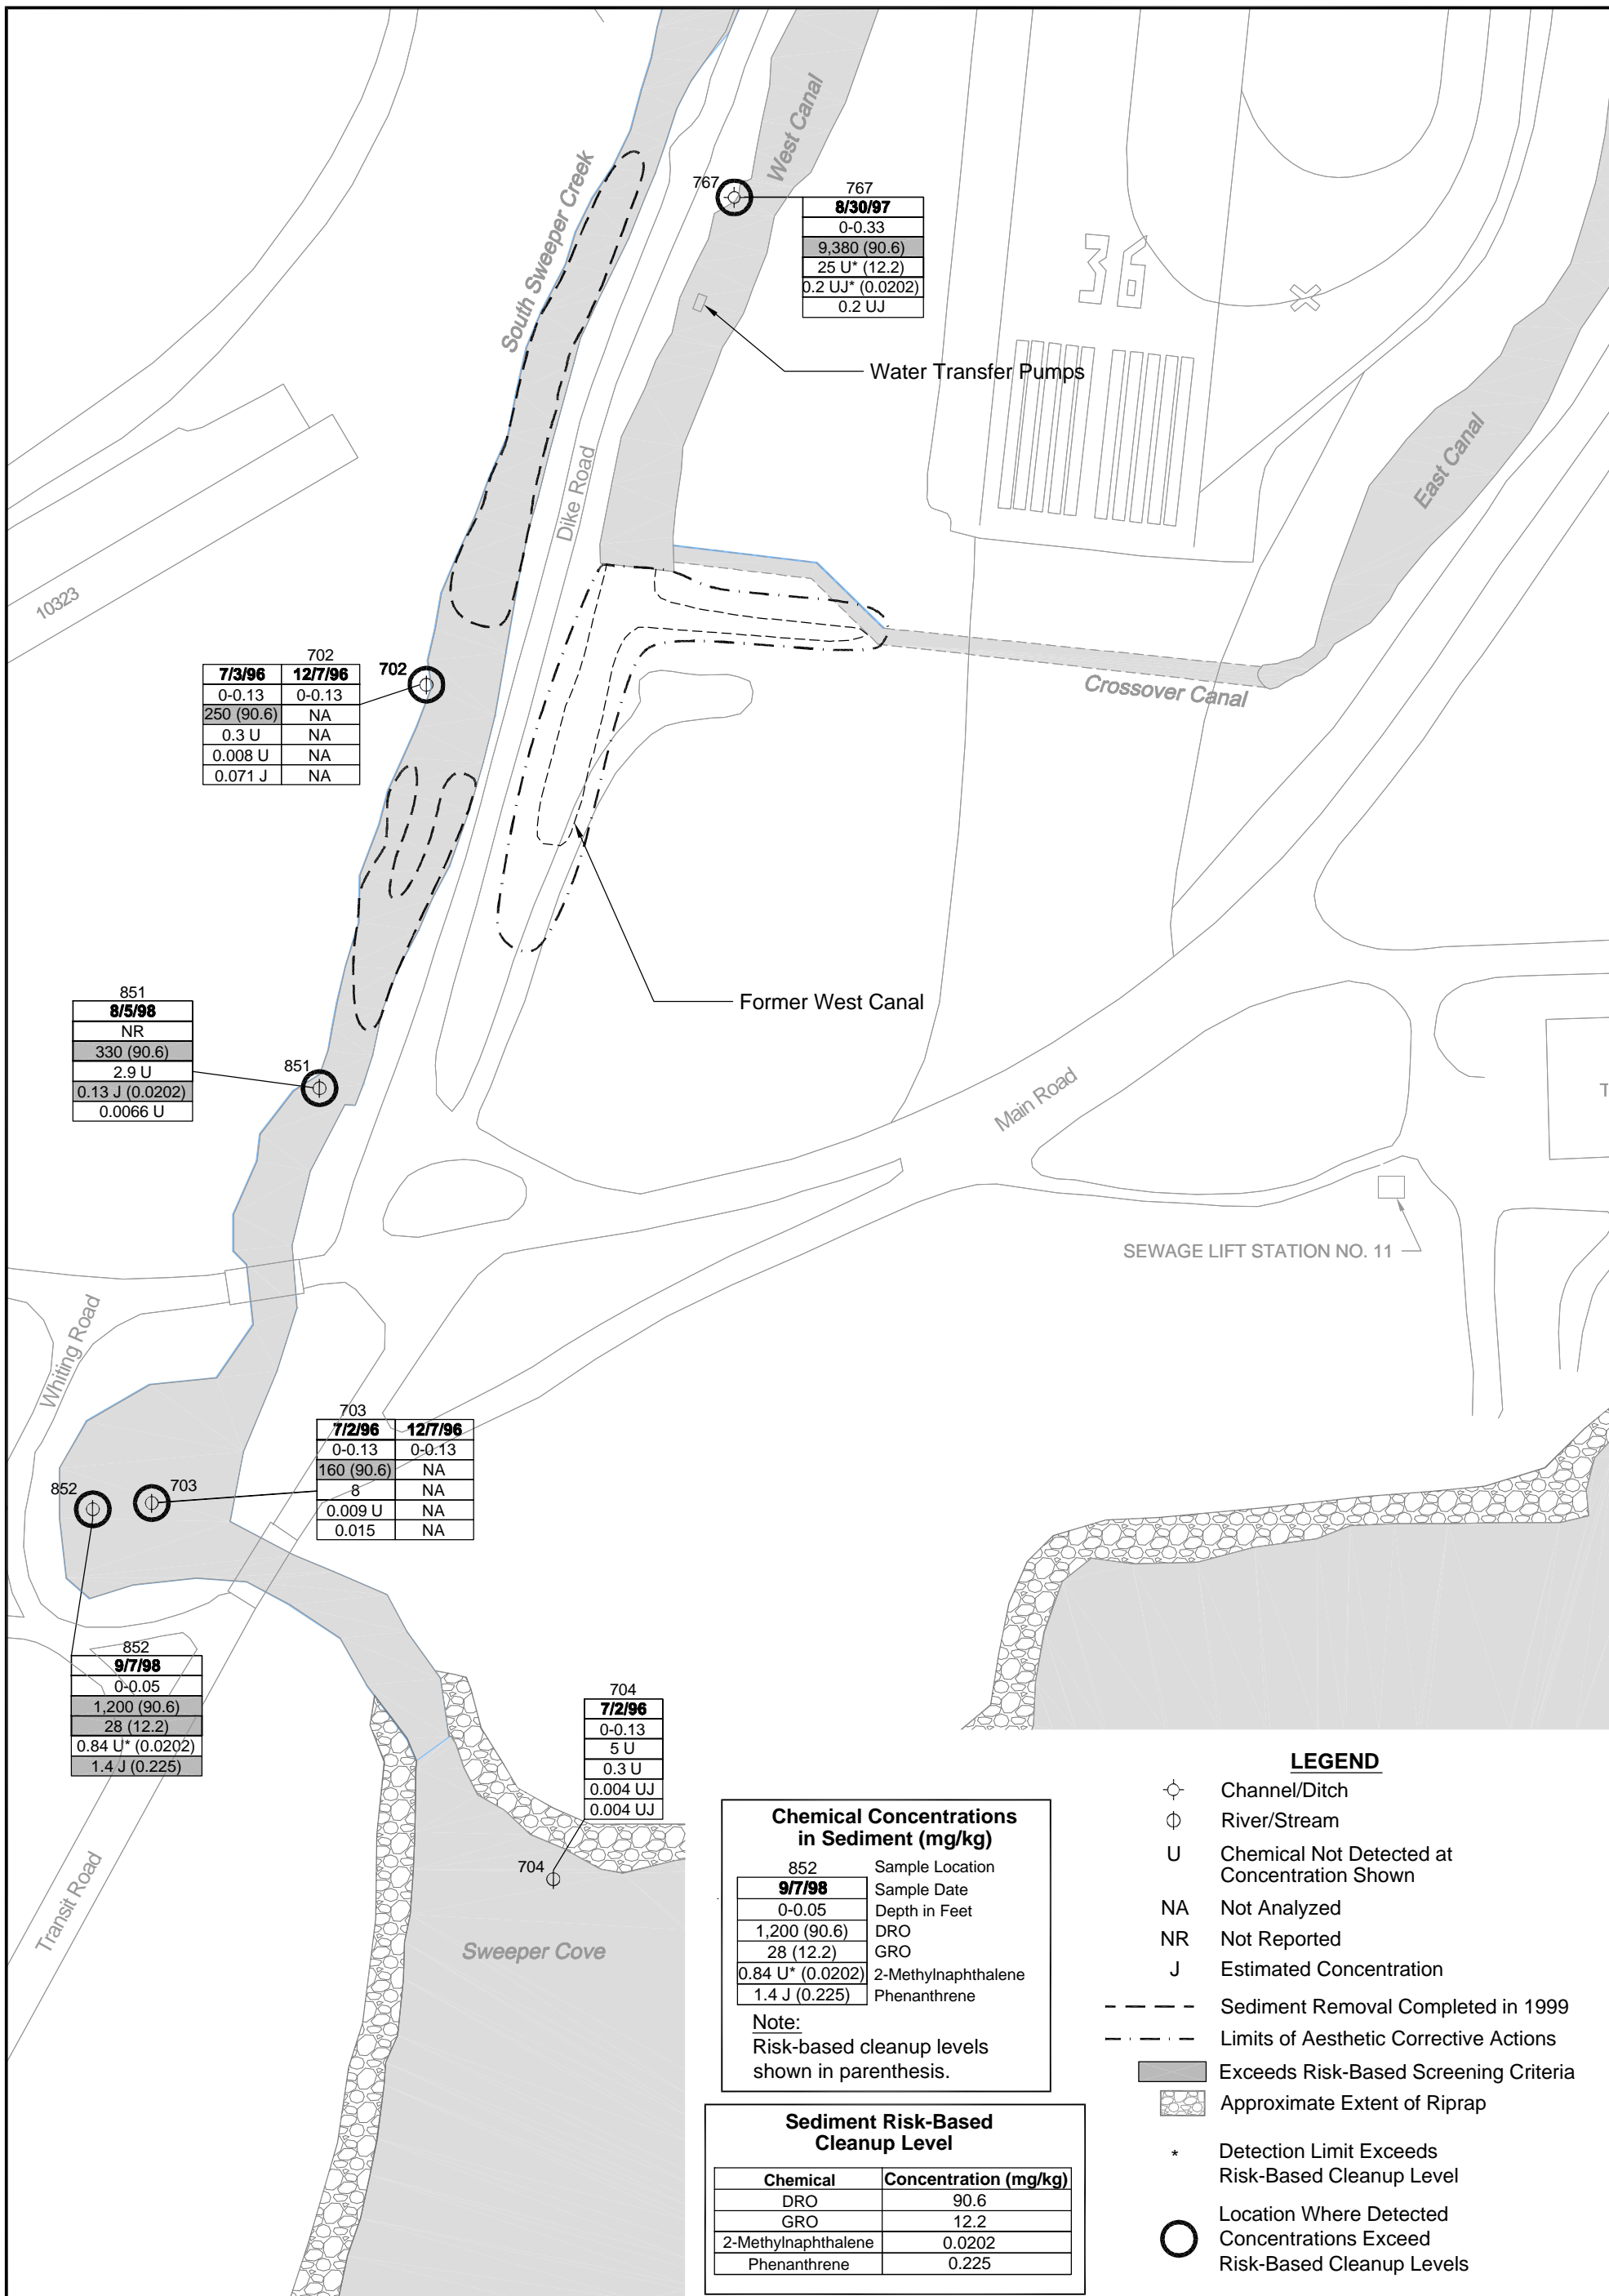 West Canal
South Sweeper Creek
767
767
8/30/97
0-0.33
9,380 (90.6)
25 U* (12.2)
0.2 UJ* (0.0202)
0.2 UJ
36
X
Water Transfer Pumps
East Canal
Dike Road
10323
Crossover Canal
702
702
7/3/96 12/7/96
0-0.13 0-0.13
250 (90.6) NA
0.3 U NA
0.008 U NA
0.071 J NA
Former West Canal
851
8/5/98
NR
330 (90.6)
2.9 U
0.13 J (0.0202)
0.0066 U
851
Main Road
T
SEWAGE LIFT STATION NO. 11
Whiting Road
703
7/2/96 12/7/96
0-0.13 0-0.13
160 (90.6) NA
8 NA
0.009 U NA
0.015 NA
852
703
852
9/7/98
0-0.05
1,200 (90.6)
28 (12.2)
0.84 U* (0.0202)
1.4 J (0.225)
704
7/2/96
0-0.13
5 U
0.3 U
0.004 UJ
0.004 UJ
704
Transit Road
Sweeper Cove
Chemical Concentrations
in Sediment (mg/kg)
852 Sample Location
9/7/98 Sample Date
0-0.05 Depth in Feet
1,200 (90.6) DRO
28 (12.2) GRO
0.84 U* (0.0202) 2-Methylnaphthalene
1.4 J (0.225) Phenanthrene
Note:
Risk-based cleanup levels
shown in parenthesis.
Sediment Risk-Based
Cleanup Level
Chemical Concentration (mg/kg)
DRO 90.6
GRO 12.2
2-Methylnaphthalene 0.0202
Phenanthrene 0.225
LEGEND
Channel/Ditch
River/Stream
U Chemical Not Detected at
Concentration Shown
NA Not Analyzed
NR Not Reported
J Estimated Concentration
Sediment Removal Completed in 1999
Limits of Aesthetic Corrective Actions
Exceeds Risk-Based Screening Criteria
Approximate Extent of Riprap
* Detection Limit Exceeds
Risk-Based Cleanup Level
Location Where Detected
Concentrations Exceed
Risk-Based Cleanup Levels